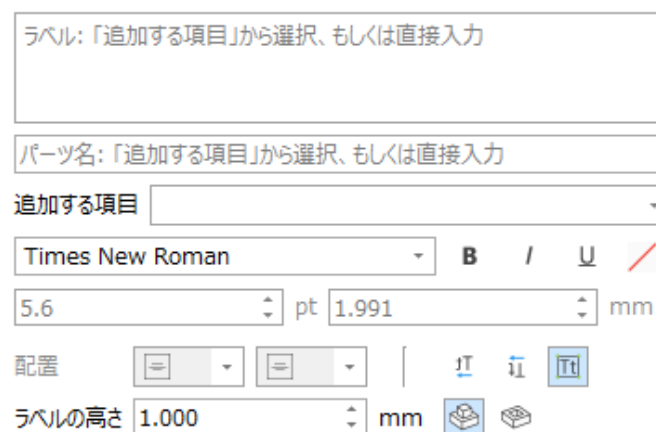 ラベル: 「追加する項目」から選択、もしくは直接入力
パーツ名: 「追加する項目」から選択、もしくは直接入力
追加する項目
Times New Roman B I U
5.6 pt 1.991 mm
配置 Tt
ラベルの高さ 1.000 mm